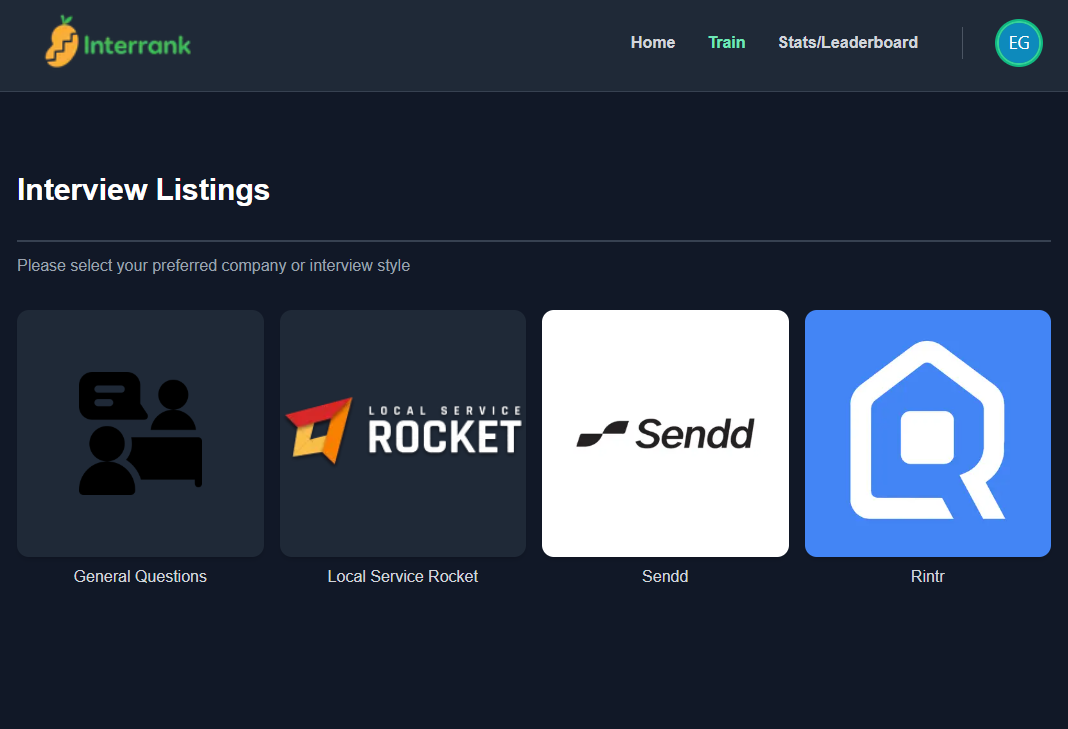 Interrank
Home
Train
Stats/Leaderboard
EG
Interview Listings
Please select your preferred company or interview style
LOCAL SERVICE
ROCKET
Sendd
General Questions
Local Service Rocket
Sendd
Rintr